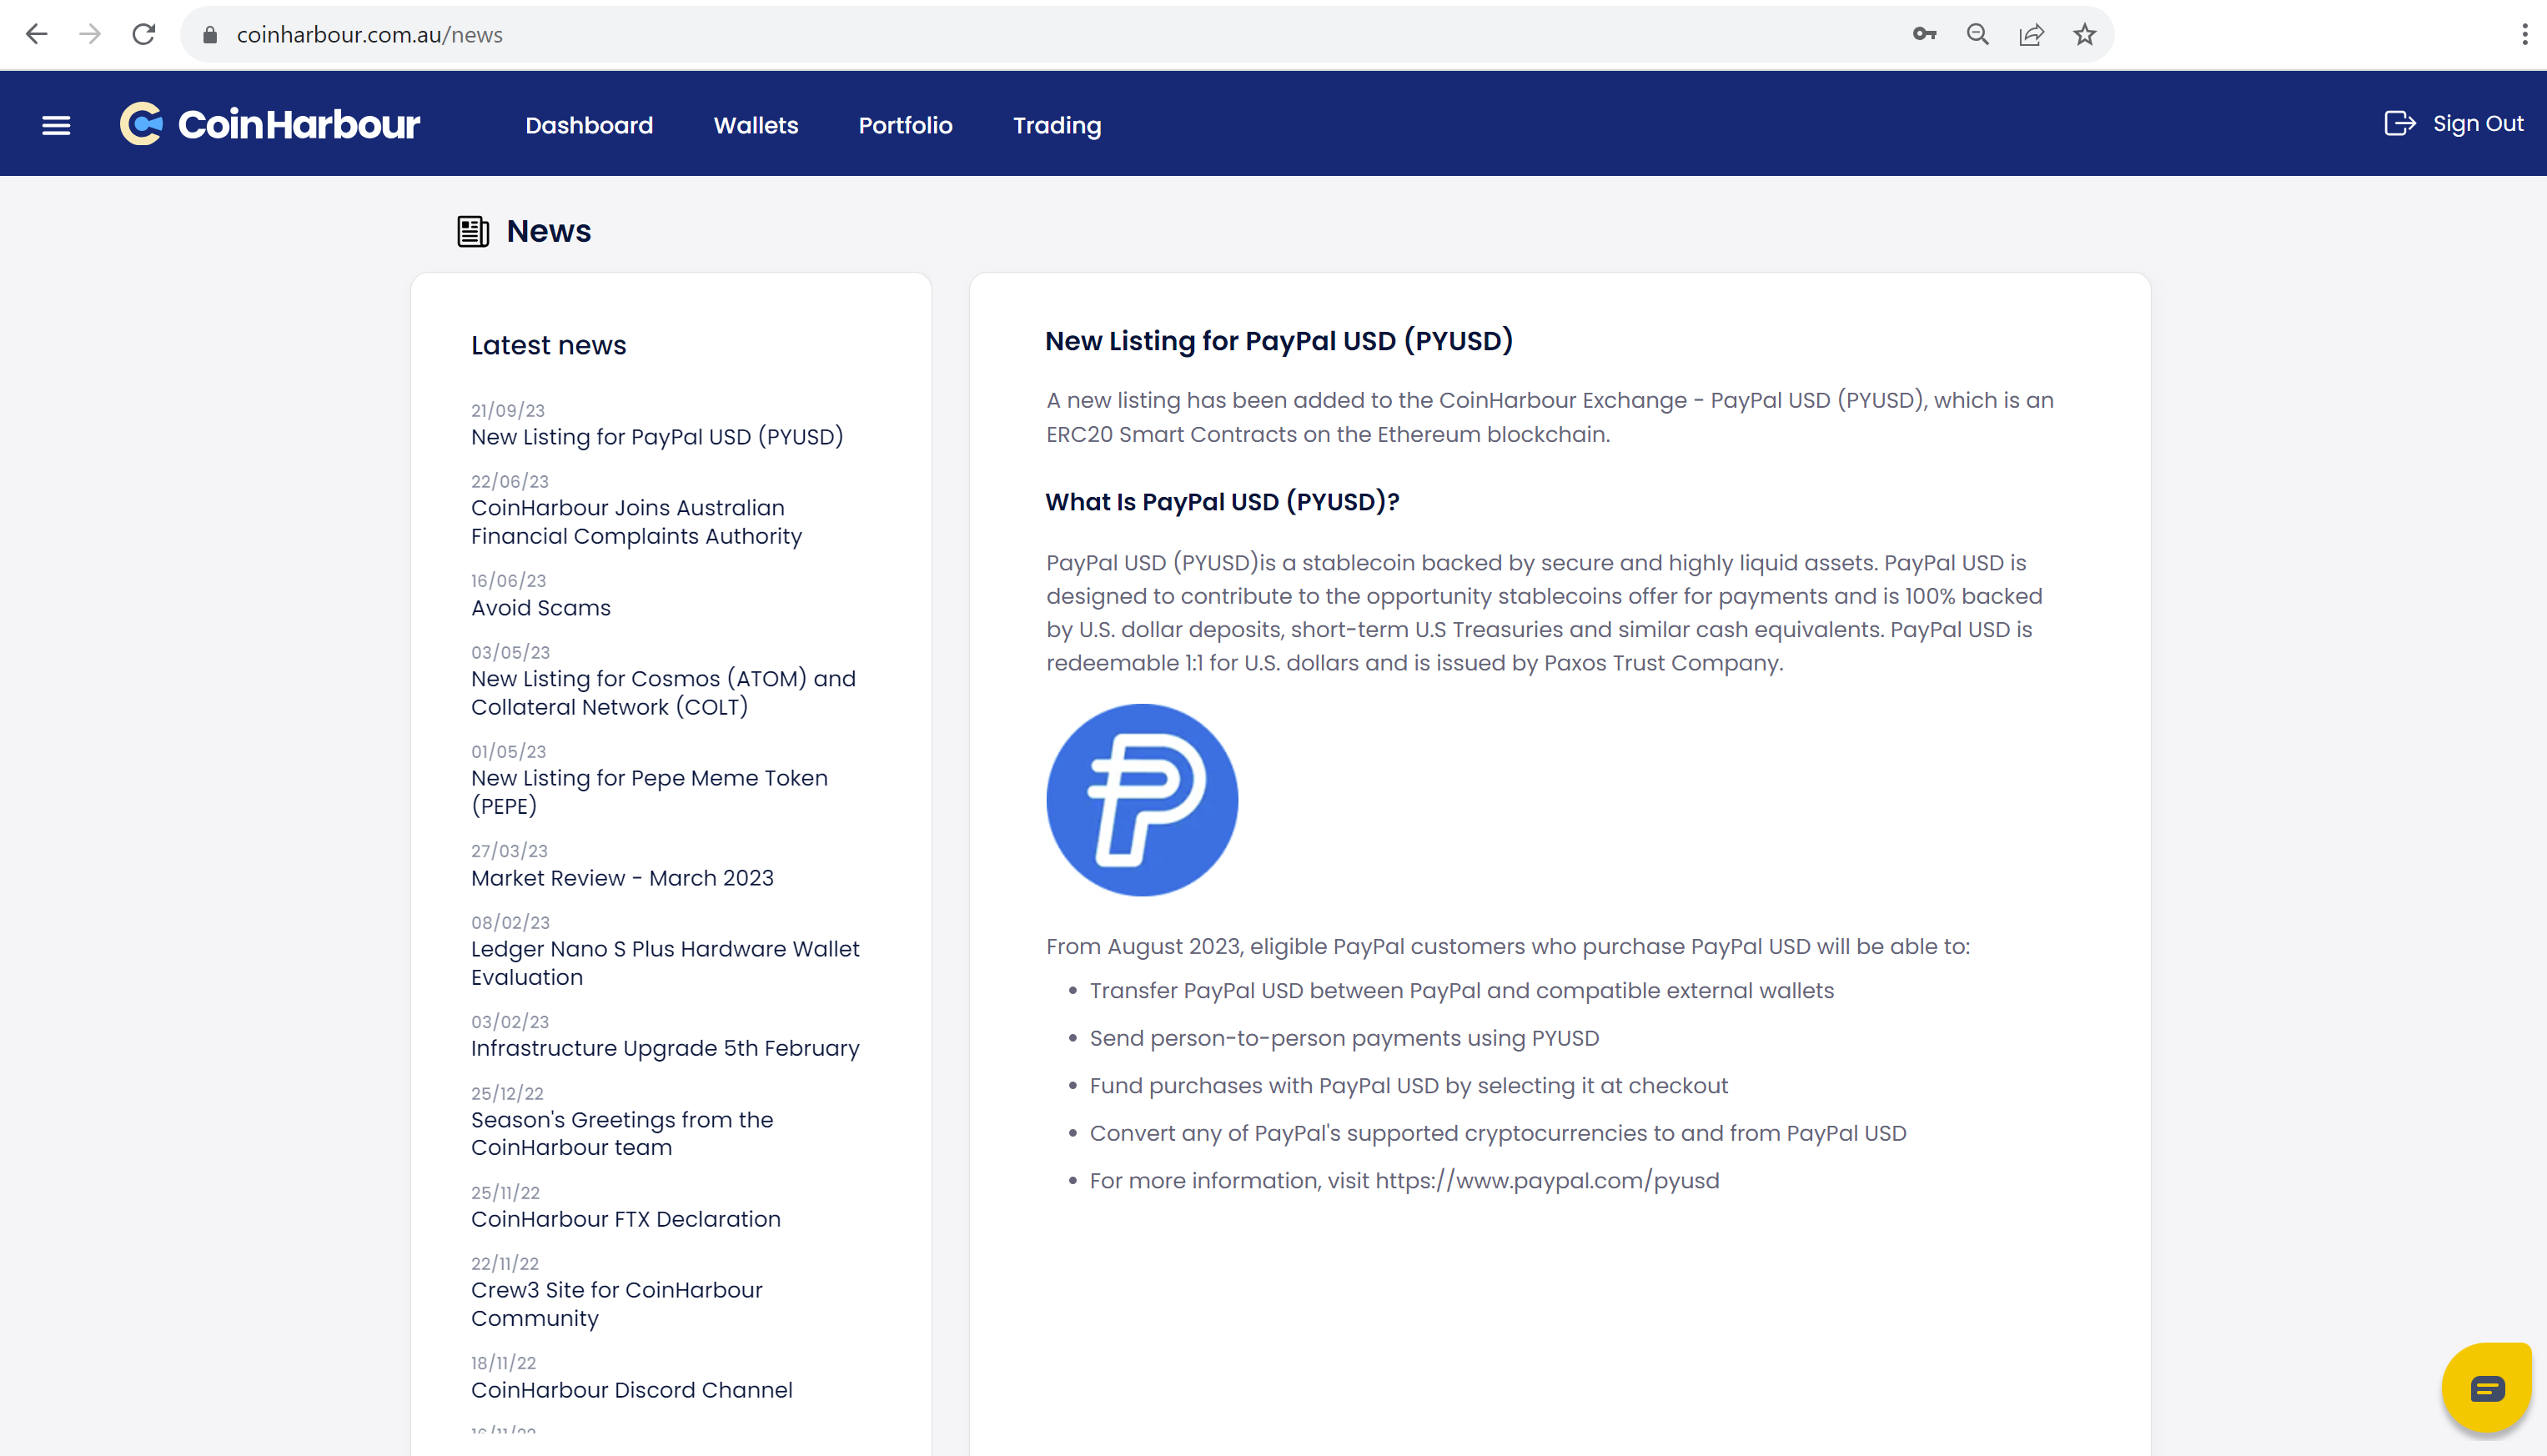 coinharbour.com.au/news
CoinHarbour
Dashboard
Wallets
Portfolio
Trading
Sign Out
News
Latest news
21/09/23
New Listing for PayPal USD (PYUSD)
22/06/23
CoinHarbour Joins Australian
Financial Complaints Authority
16/06/23
Avoid Scams
03/05/23
New Listing for Cosmos (ATOM) and
Collateral Network (COLT)
01/05/23
New Listing for Pepe Meme Token
(PEPE)
27/03/23
Market Review - March 2023
08/02/23
Ledger Nano S Plus Hardware Wallet
Evaluation
03/02/23
Infrastructure Upgrade 5th February
25/12/22
Season's Greetings from the
CoinHarbour team
25/11/22
CoinHarbour FTX Declaration
22/11/22
Crew3 Site for CoinHarbour
Community
18/11/22
CoinHarbour Discord Channel
New Listing for PayPal USD (PYUSD)
A new listing has been added to the CoinHarbour Exchange - PayPal USD (PYUSD), which is an
ERC20 Smart Contracts on the Ethereum blockchain.
What Is PayPal USD (PYUSD)?
PayPal USD (PYUSD)is a stablecoin backed by secure and highly liquid assets. PayPal USD is
designed to contribute to the opportunity stablecoins offer for payments and is 100% backed
by U.S. dollar deposits, short-term U.S Treasuries and similar cash equivalents. PayPal USD is
redeemable 1:1 for U.S. dollars and is issued by Paxos Trust Company.
From August 2023, eligible PayPal customers who purchase PayPal USD will be able to:
• Transfer PayPal USD between PayPal and compatible external wallets
• Send person-to-person payments using PYUSD
• Fund purchases with PayPal USD by selecting it at checkout
• Convert any of PayPal's supported cryptocurrencies to and from PayPal USD
• For more information, visit https://www.paypal.com/pyusd